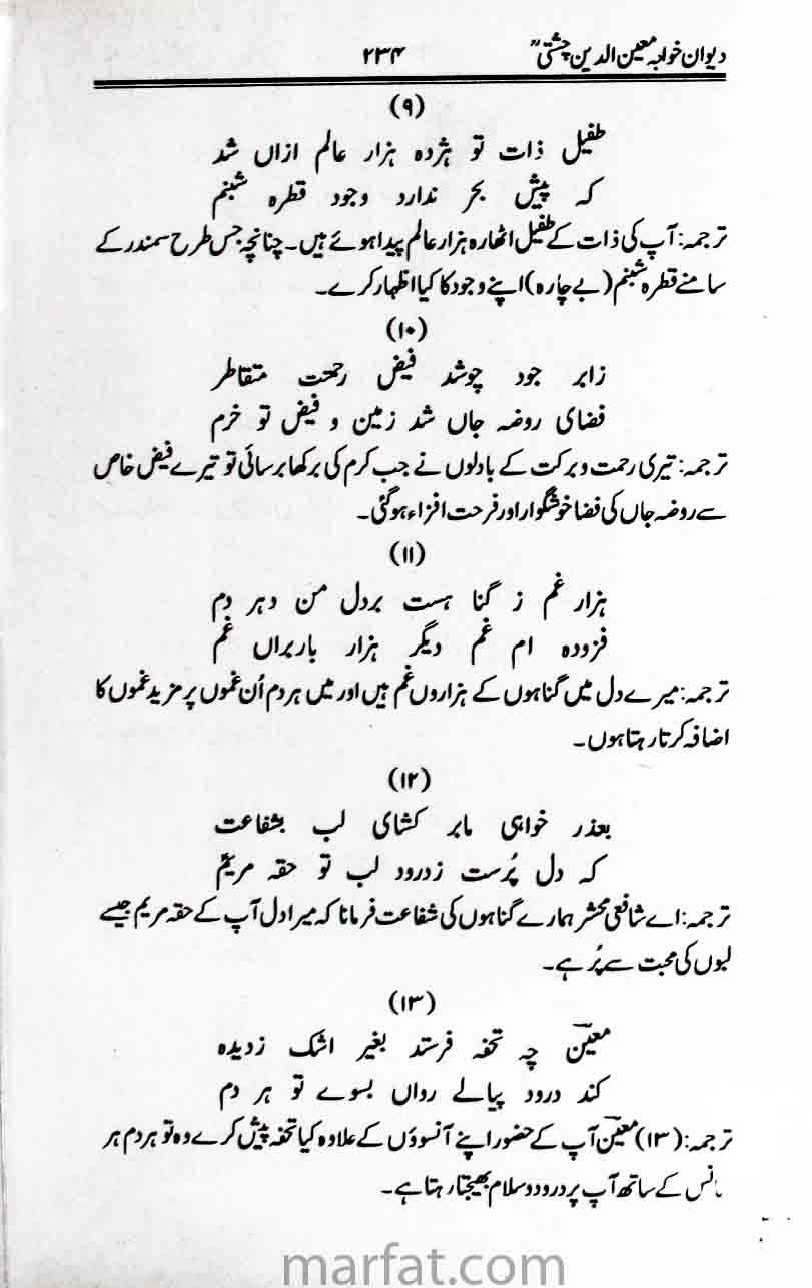 دیوان خواجہ معین الدین چشتیؒ
۲۳۴
(۹)
طفیل ذات تو ہژدہ ہزار عالم ازاں شد
کہ پیش بحر ندارد وجود قطرہ شبنم
ترجمہ: آپ کی ذات کے طفیل اٹھارہ ہزار عالم پیدا ہوئے ہیں۔ چنانچہ جس طرح سمندر کے
سامنے قطرہ شبنم (بے چارہ) اپنے وجود کا کیا اظہار کرے۔
(۱۰)
زابر جود چوشد فیض رحمت متقاطر
فضای روضہ جاں شد زمین و فیض تو خرم
ترجمہ: تیری رحمت و برکت کے بادلوں نے جب کرم کی برکھا برسائی تو تیرے فیض خاص
سے روضہ جاں کی فضا خوشگوار اور فرحت افزاء ہو گئی۔
(۱۱)
ہزار غم ز گنا ہست بردل من دہر دم
فزودہ ام غم دیگر ہزار باربراں غم
ترجمہ: میرے دل میں گناہوں کے ہزاروں غم ہیں اور میں ہر دم اُن غموں پر مزید غموں کا
اضافہ کرتا رہتا ہوں۔
(۱۲)
بعذر خواہی مابر کشای لب بشفاعت
کہ دل پُرست زدرود لب تو حقہ مریمؑ
ترجمہ: اے شافعی محشر ہمارے گناہوں کی شفاعت فرمانا کہ میرا دل آپ کے حقہ مریم جیسے
لبوں کی محبت سے پُر ہے۔
(۱۳)
معینؔ چہ تحفہ فرستد بغیر اشک زدیدہ
کند درود پیالے رواں بسوے تو ہر دم
ترجمہ: (۱۳) معینؔ آپ کے حضور اپنے آنسوؤں کے علاوہ کیا تحفہ پیش کرے وہ تو ہر دم ہر
سانس کے ساتھ آپ پر درود و سلام بھیجتا رہتا ہے۔
marfat.com